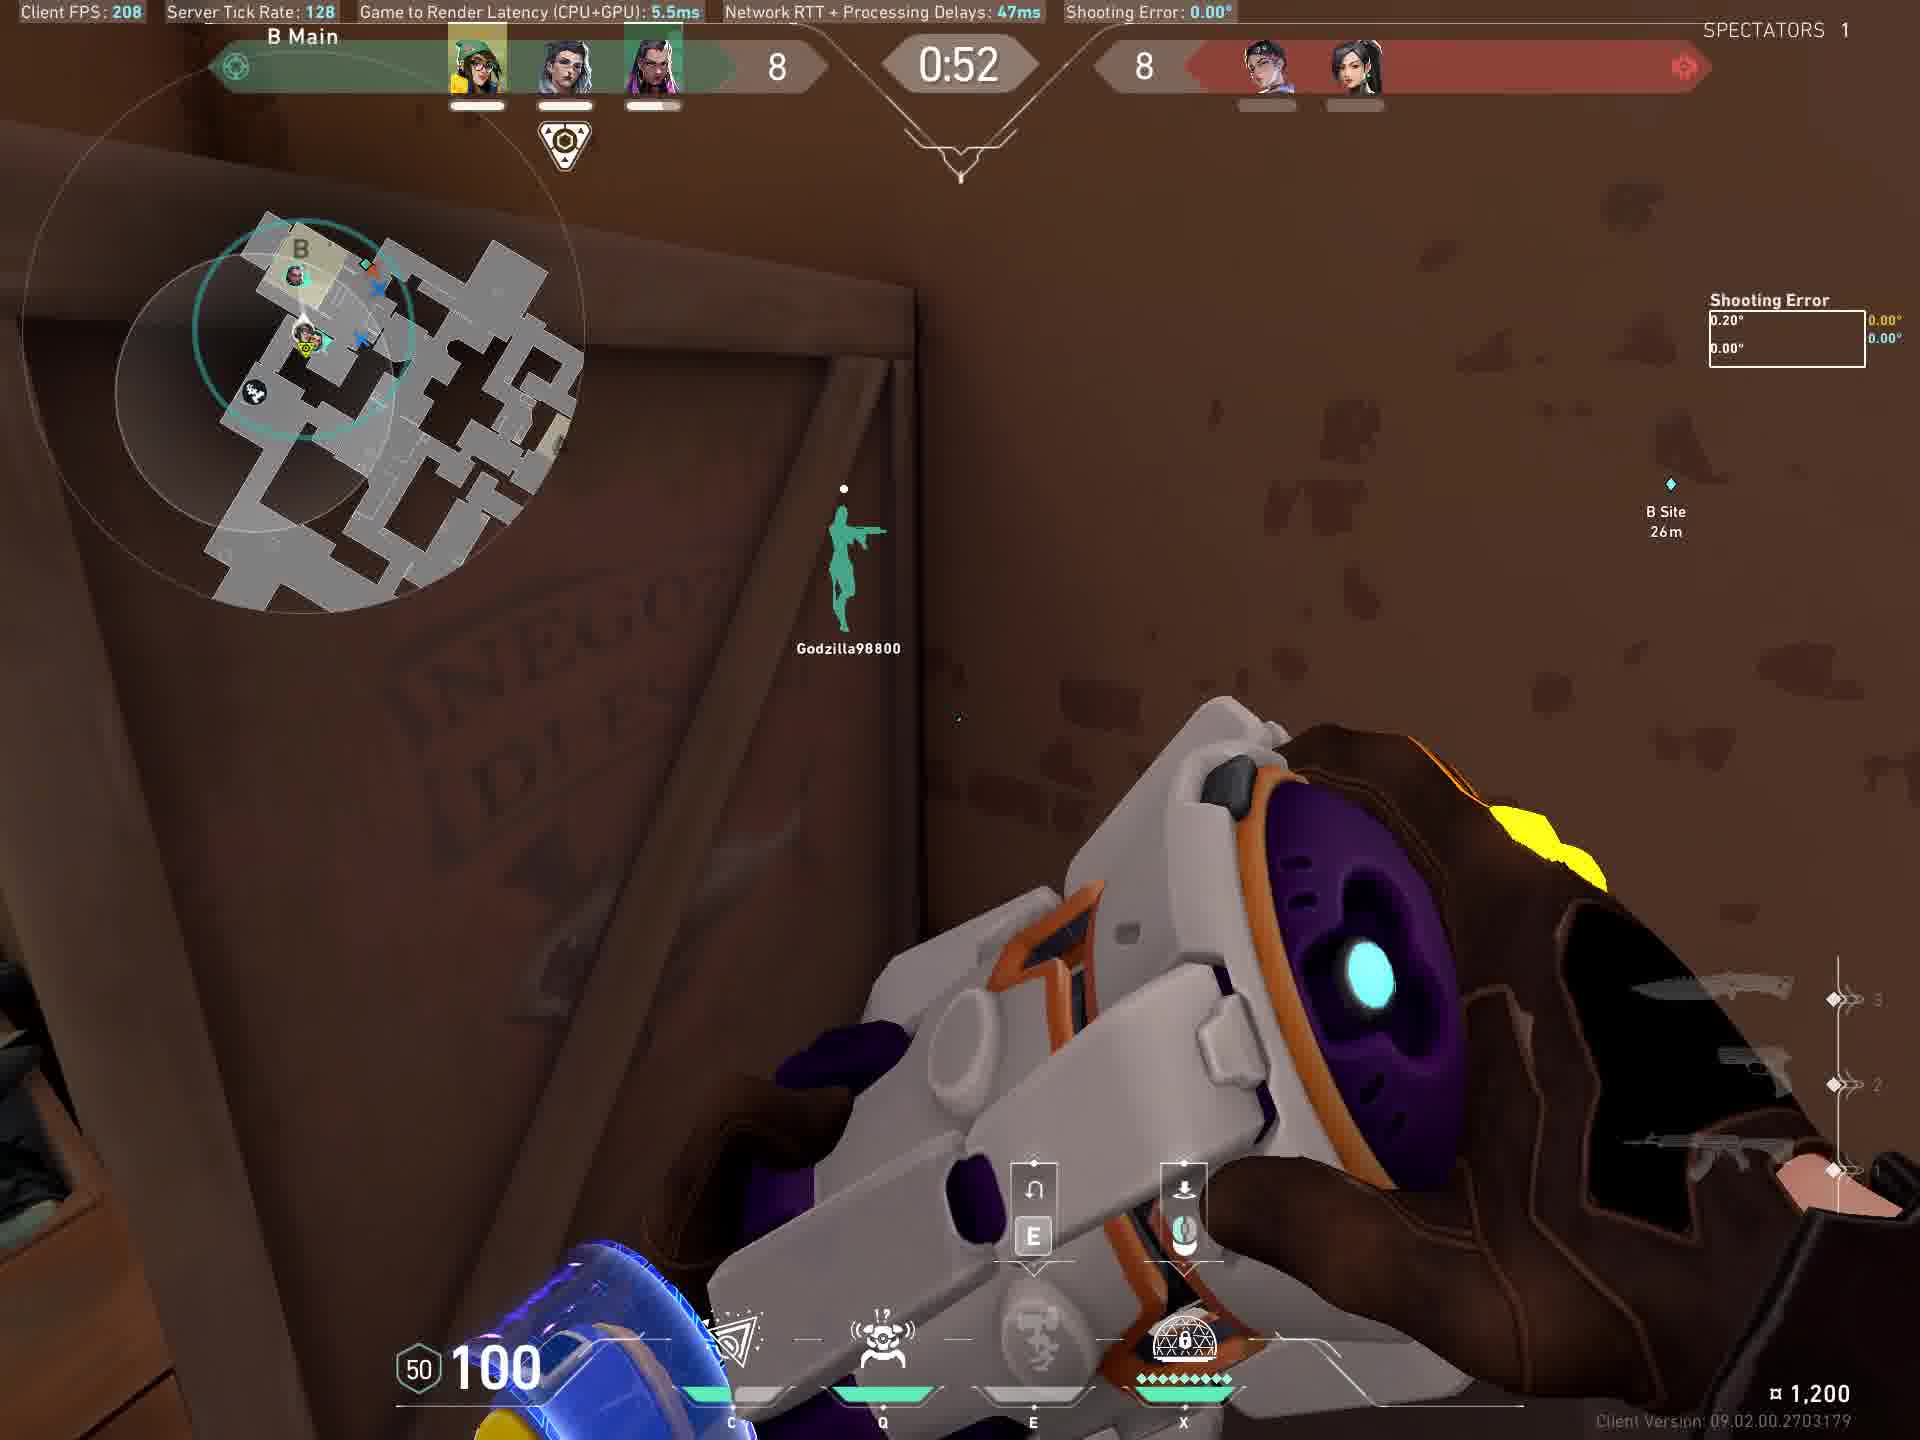 Client FPS: 208 Server Tick Rate: 128 Game to Render Latency (CPU+GPU): 5.5ms Network RTT + Processing Delays: 47ms Shooting Error: 0.00°
SPECTATORS 1
B Main
8
0:52
8
B
Shooting Error
0.20°
0.00°
0.00°
0.00°
B Site
26m
Godzilla98800
3
2
1
E
50
100
C
Q
E
X
¤ 1,200
Client Version: 09.02.00.2703179